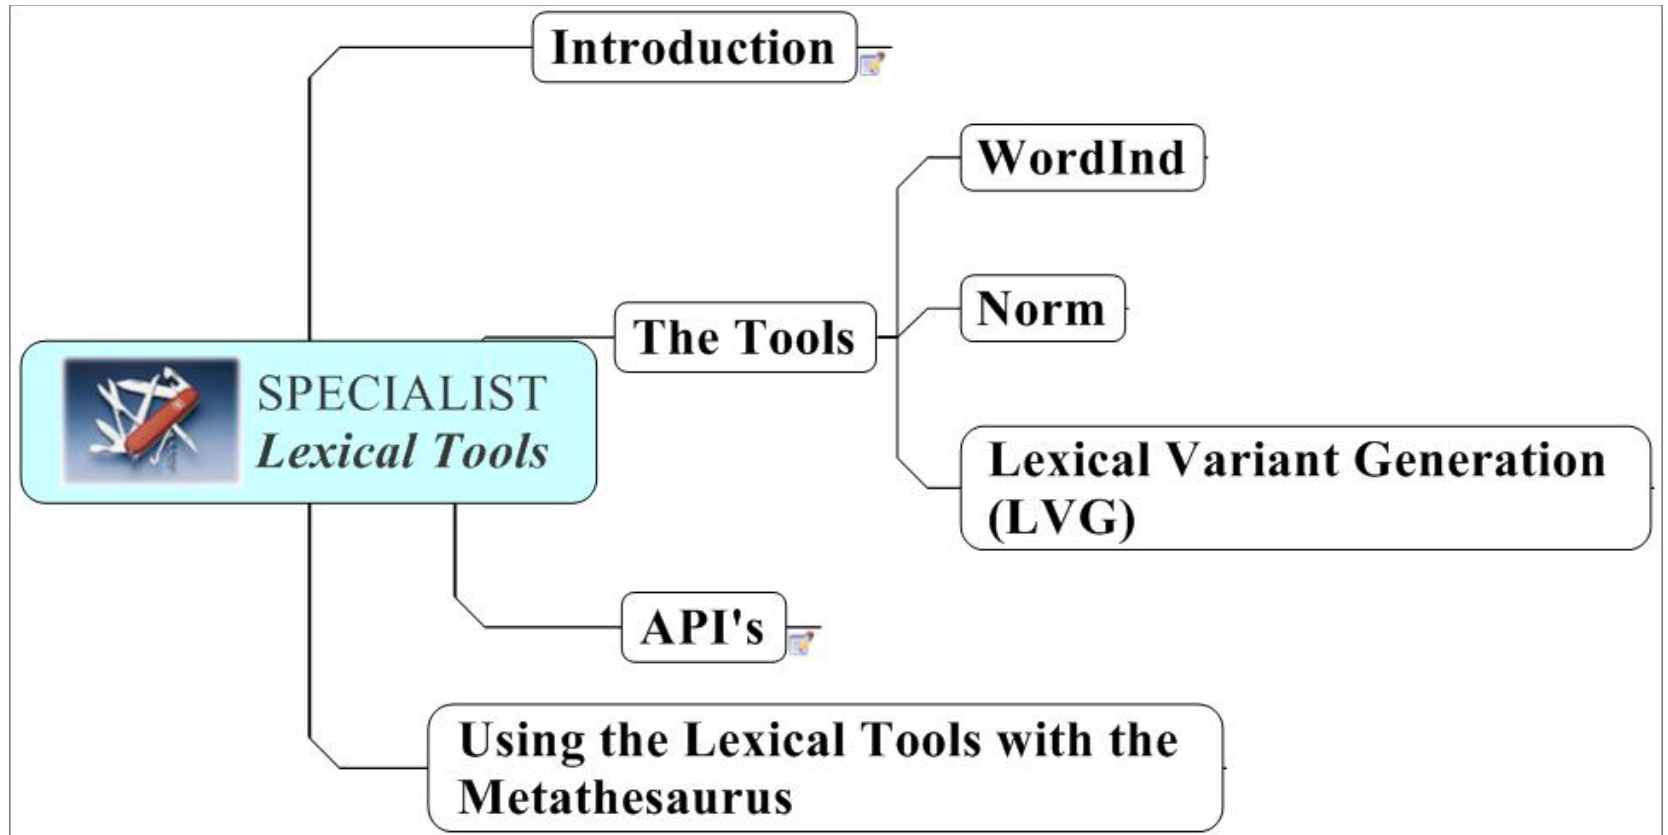 Introduction
WordInd
Norm
The Tools
SPECIALIST
Lexical Tools
Lexical Variant Generation
(LVG)
API's
Using the Lexical Tools with the
Metathesaurus